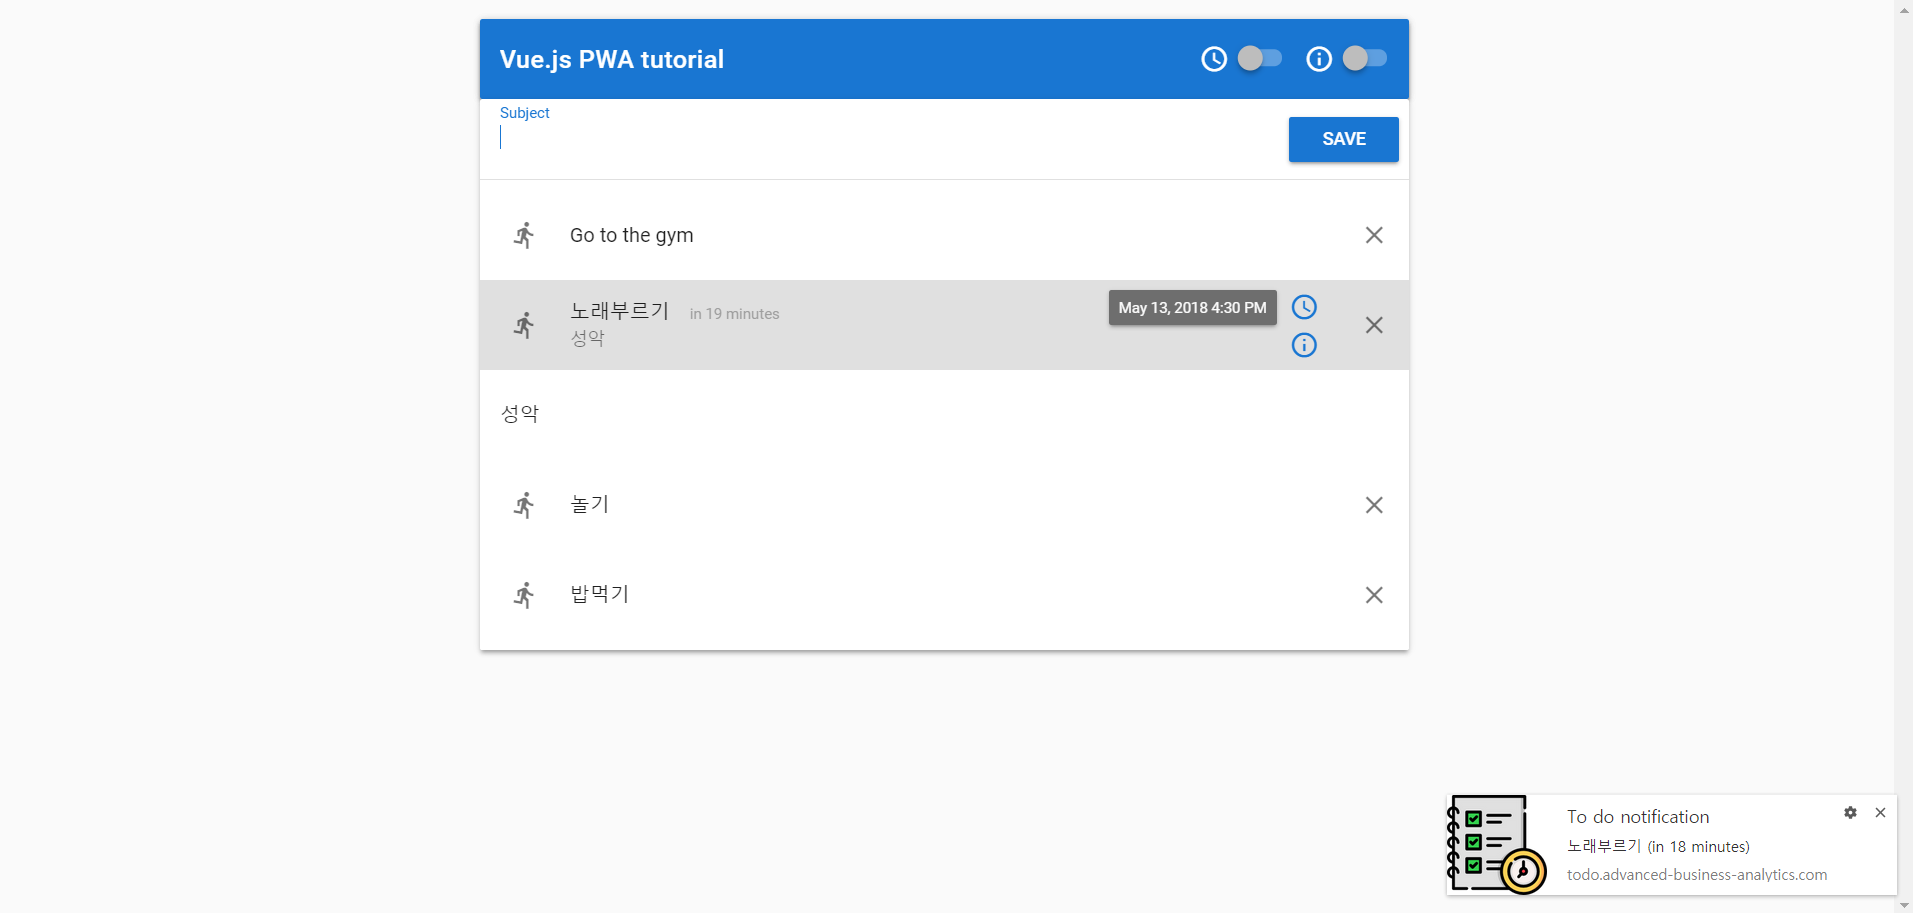 Vue.js PWA tutorial
Subject
SAVE
Go to the gym
노래부르기 in 19 minutes
May 13, 2018 4:30 PM
성악
성악
놀기
밥먹기
To do notification
노래부르기 (in 18 minutes)
todo.advanced-business-analytics.com